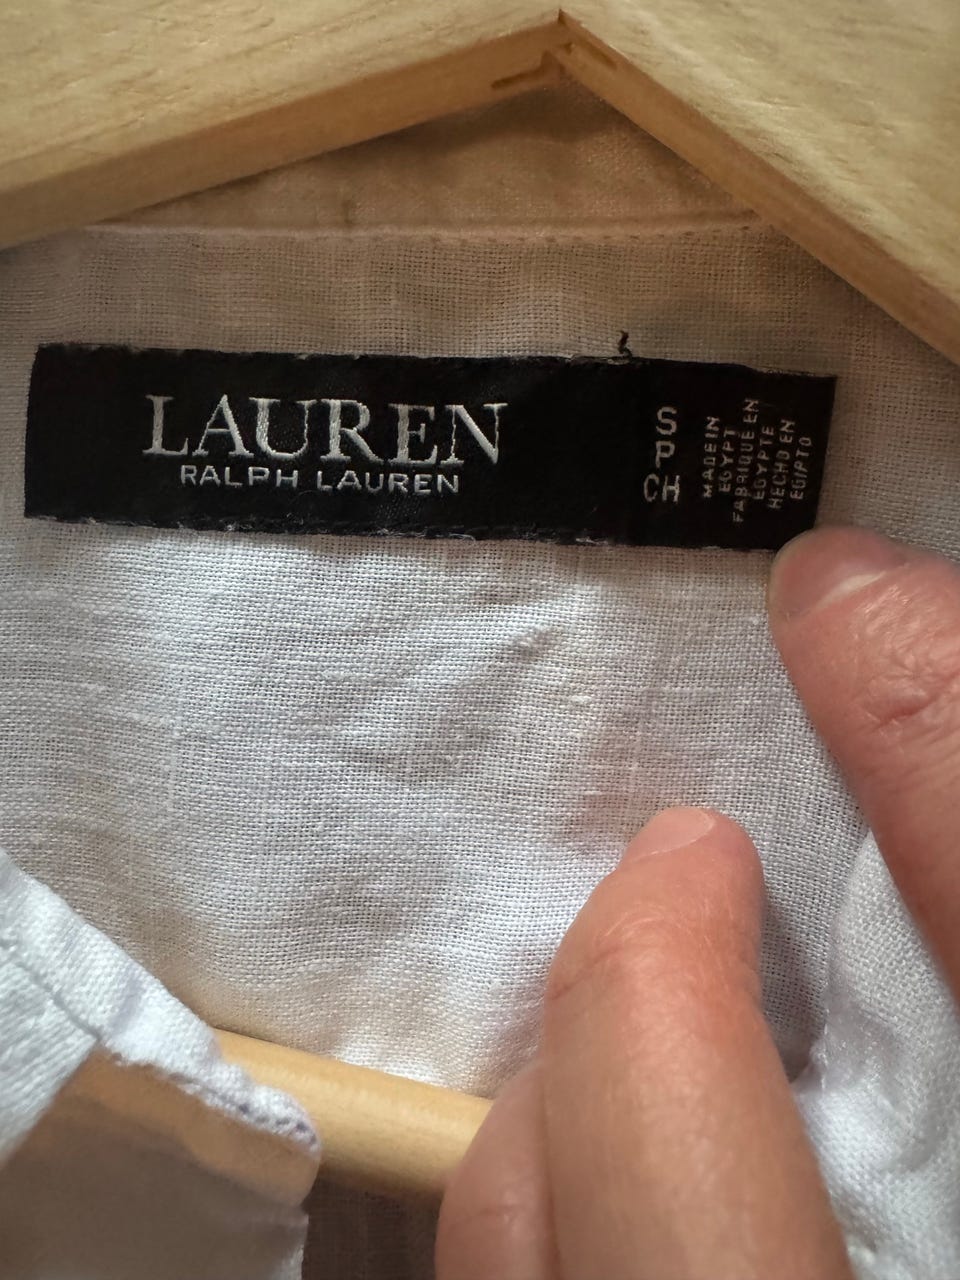 LAUREN
RALPH LAUREN
S
P
CH
MADE IN
EGYPT
FABRIQUE EN
EGYPTE
HECHO EN
EGIPTO